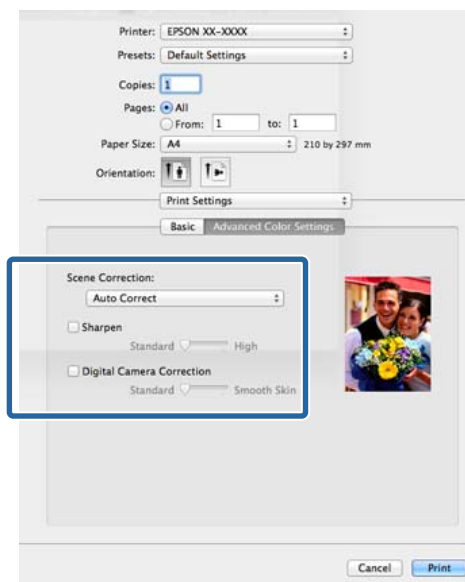 Printer: EPSON XX-XXXX
Presets: Default Settings
Copies: 1
Pages: All
From: 1 to: 1
Paper Size: A4 210 by 297 mm
Orientation:
Print Settings
Basic Advanced Color Settings
Scene Correction:
Auto Correct
Sharpen
Standard High
Digital Camera Correction
Standard Smooth Skin
Cancel Print